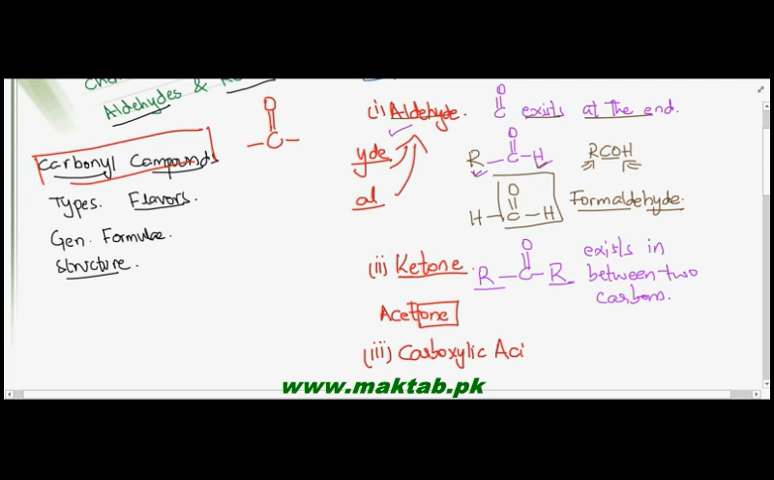 Aldehydes &
Carbonyl Compounds
Types. Flavors.
Gen. Formulae.
Structure.
O
C
(i) Aldehyde.
O
C exists at the end.
yde
al
O
R-C-H
RCOH
O
H-C-H
Formaldehyde.
(ii) Ketone.
O
R-C-R
exists in
between two
carbons.
Acetone
(iii) Carboxylic Aci
www.maktab.pk